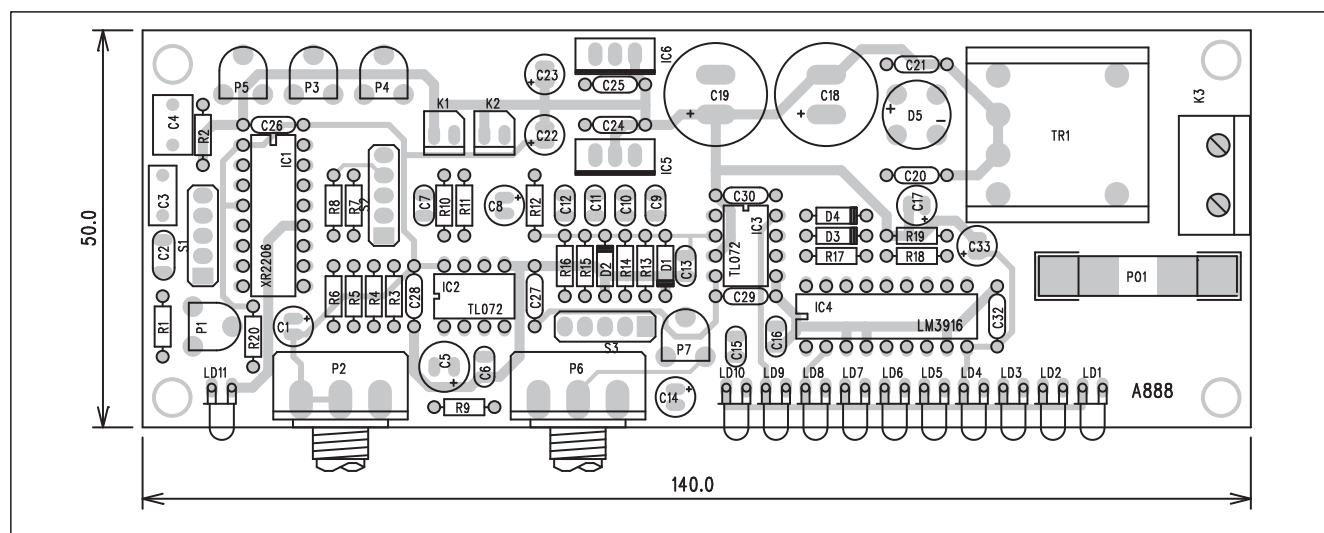 IC6
C23
C25
C21
P5
P3
P4
C19
C18
D5
TR1
K3
C4
R2
C26
K1
K2
C22
C24
IC5
IC1
C3
S1
R8
R7
S2
C7
R10
R11
C8
R12
C12
C11
C10
C9
C30
C20
C17
C2
XR2206
IC3
TL072
D4
D3
R17
R19
R18
C33
50.0
R6
R5
R4
R3
C28
IC2
TL072
C27
R16
R15
D2
R14
R13
D1
C13
C29
IC4
LM3916
C32
PO1
R1
P1
R20
C1
C5
C6
S3
P7
C15
C16
LD11
P2
P6
R9
C14
LD10
LD9
LD8
LD7
LD6
LD5
LD4
LD3
LD2
LD1
A888
140.0